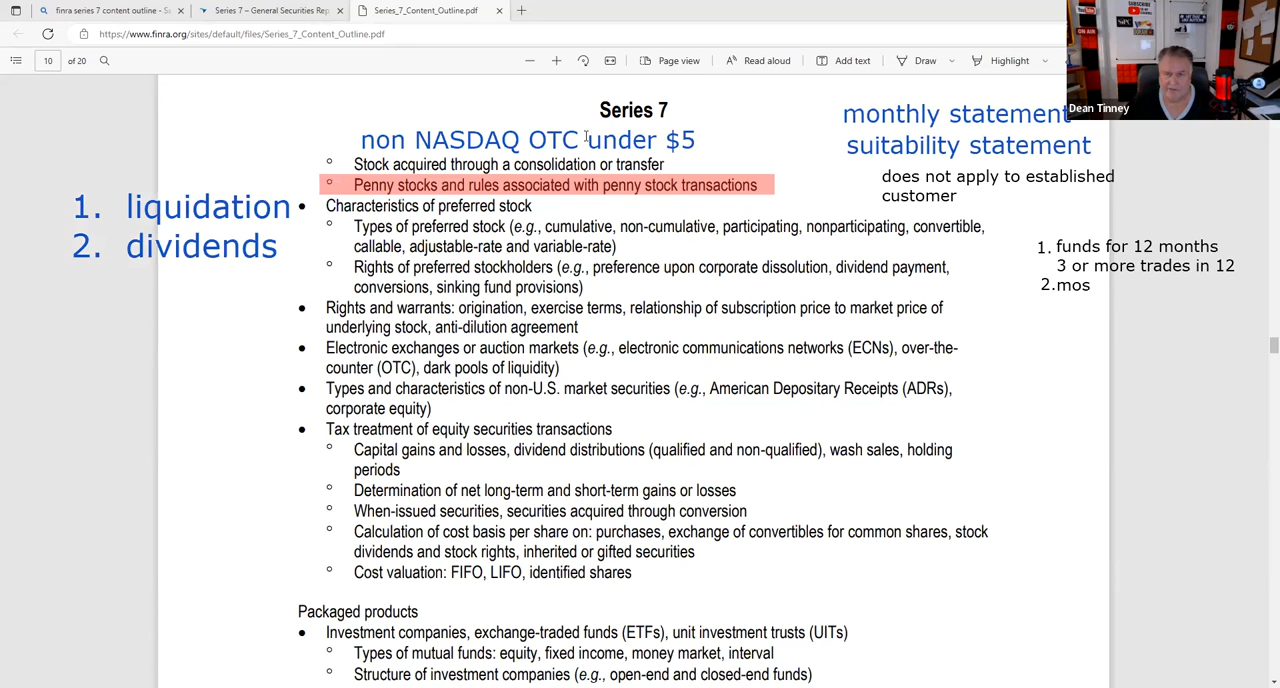 finra series 7 content outline - Su
Series 7 – General Securities Rep
Series_7_Content_Outline.pdf
https://www.finra.org/sites/default/files/Series_7_Content_Outline.pdf
10 of 20
Page view
Read aloud
Add text
Draw
Highlight
Dean Tinney
Series 7
monthly statement
non NASDAQ OTC under $5
suitability statement
Stock acquired through a consolidation or transfer
does not apply to established
customer
Penny stocks and rules associated with penny stock transactions
1. liquidation
2. dividends
Characteristics of preferred stock
Types of preferred stock (e.g., cumulative, non-cumulative, participating, nonparticipating, convertible,
callable, adjustable-rate and variable-rate)
1. funds for 12 months
3 or more trades in 12
2. mos
Rights of preferred stockholders (e.g., preference upon corporate dissolution, dividend payment,
conversions, sinking fund provisions)
Rights and warrants: origination, exercise terms, relationship of subscription price to market price of
underlying stock, anti-dilution agreement
Electronic exchanges or auction markets (e.g., electronic communications networks (ECNs), over-the-
counter (OTC), dark pools of liquidity)
Types and characteristics of non-U.S. market securities (e.g., American Depositary Receipts (ADRs),
corporate equity)
Tax treatment of equity securities transactions
Capital gains and losses, dividend distributions (qualified and non-qualified), wash sales, holding
periods
Determination of net long-term and short-term gains or losses
When-issued securities, securities acquired through conversion
Calculation of cost basis per share on: purchases, exchange of convertibles for common shares, stock
dividends and stock rights, inherited or gifted securities
Cost valuation: FIFO, LIFO, identified shares
Packaged products
Investment companies, exchange-traded funds (ETFs), unit investment trusts (UITs)
Types of mutual funds: equity, fixed income, money market, interval
Structure of investment companies (e.g., open-end and closed-end funds)